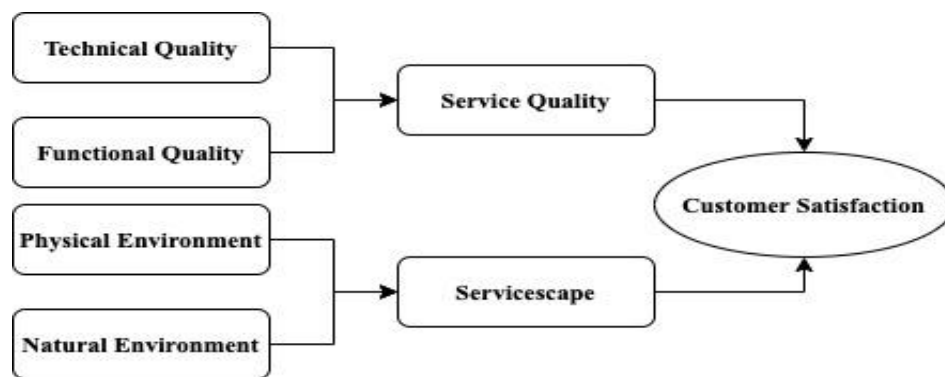 Technical Quality
Functional Quality
Service Quality
Physical Environment
Natural Environment
Servicescape
Customer Satisfaction